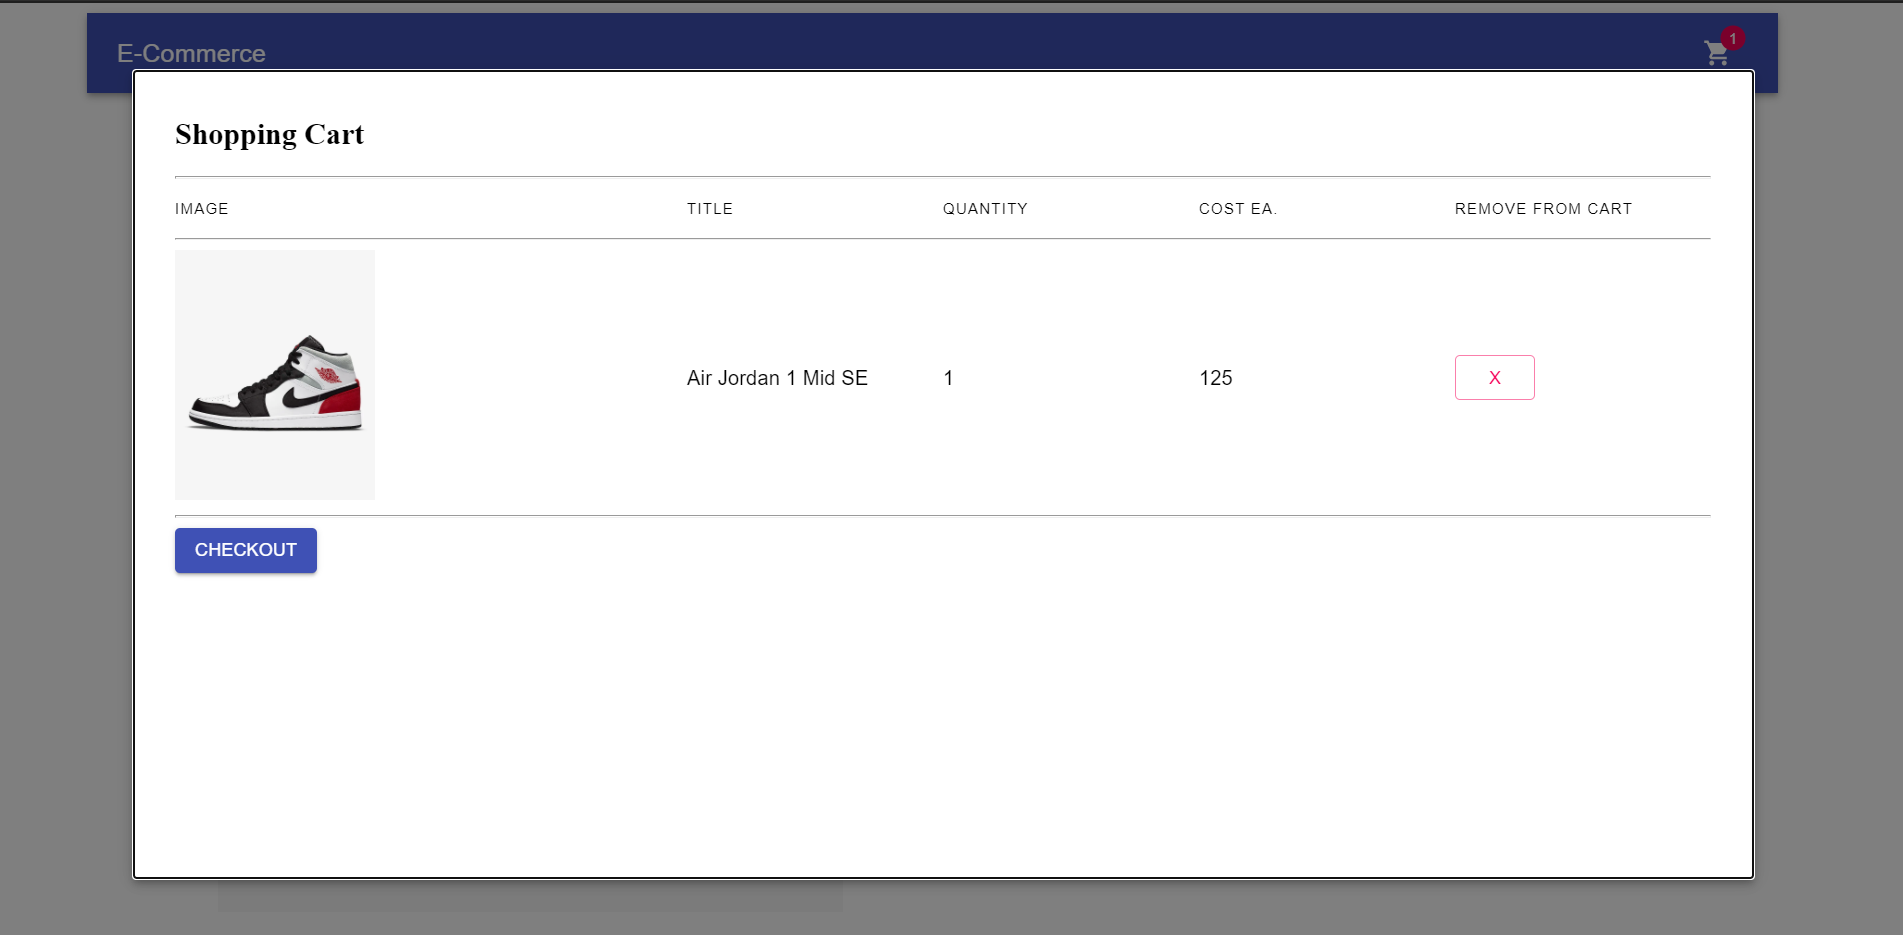 E-Commerce
1
Shopping Cart
IMAGE TITLE QUANTITY COST EA. REMOVE FROM CART
Air Jordan 1 Mid SE 1 125 X
CHECKOUT